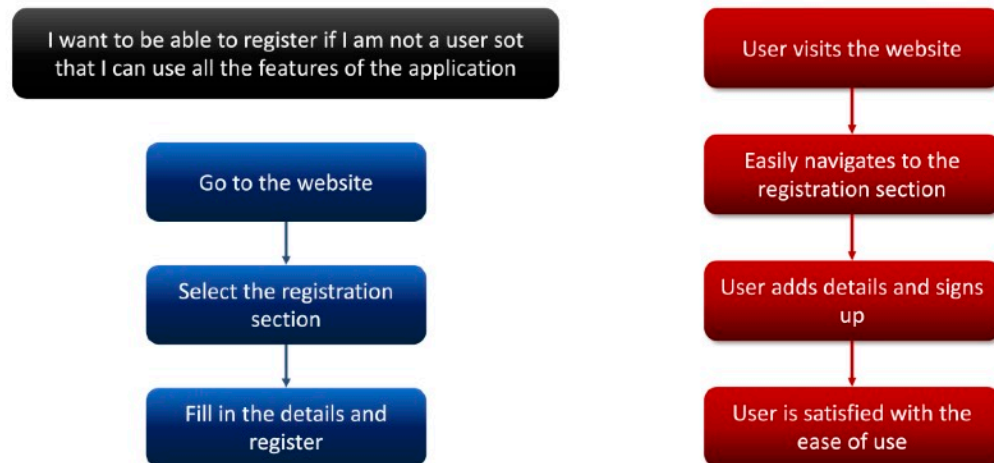 I want to be able to register if I am not a user sot
that I can use all the features of the application
Go to the website
Select the registration
section
Fill in the details and
register
User visits the website
Easily navigates to the
registration section
User adds details and signs
up
User is satisfied with the
ease of use